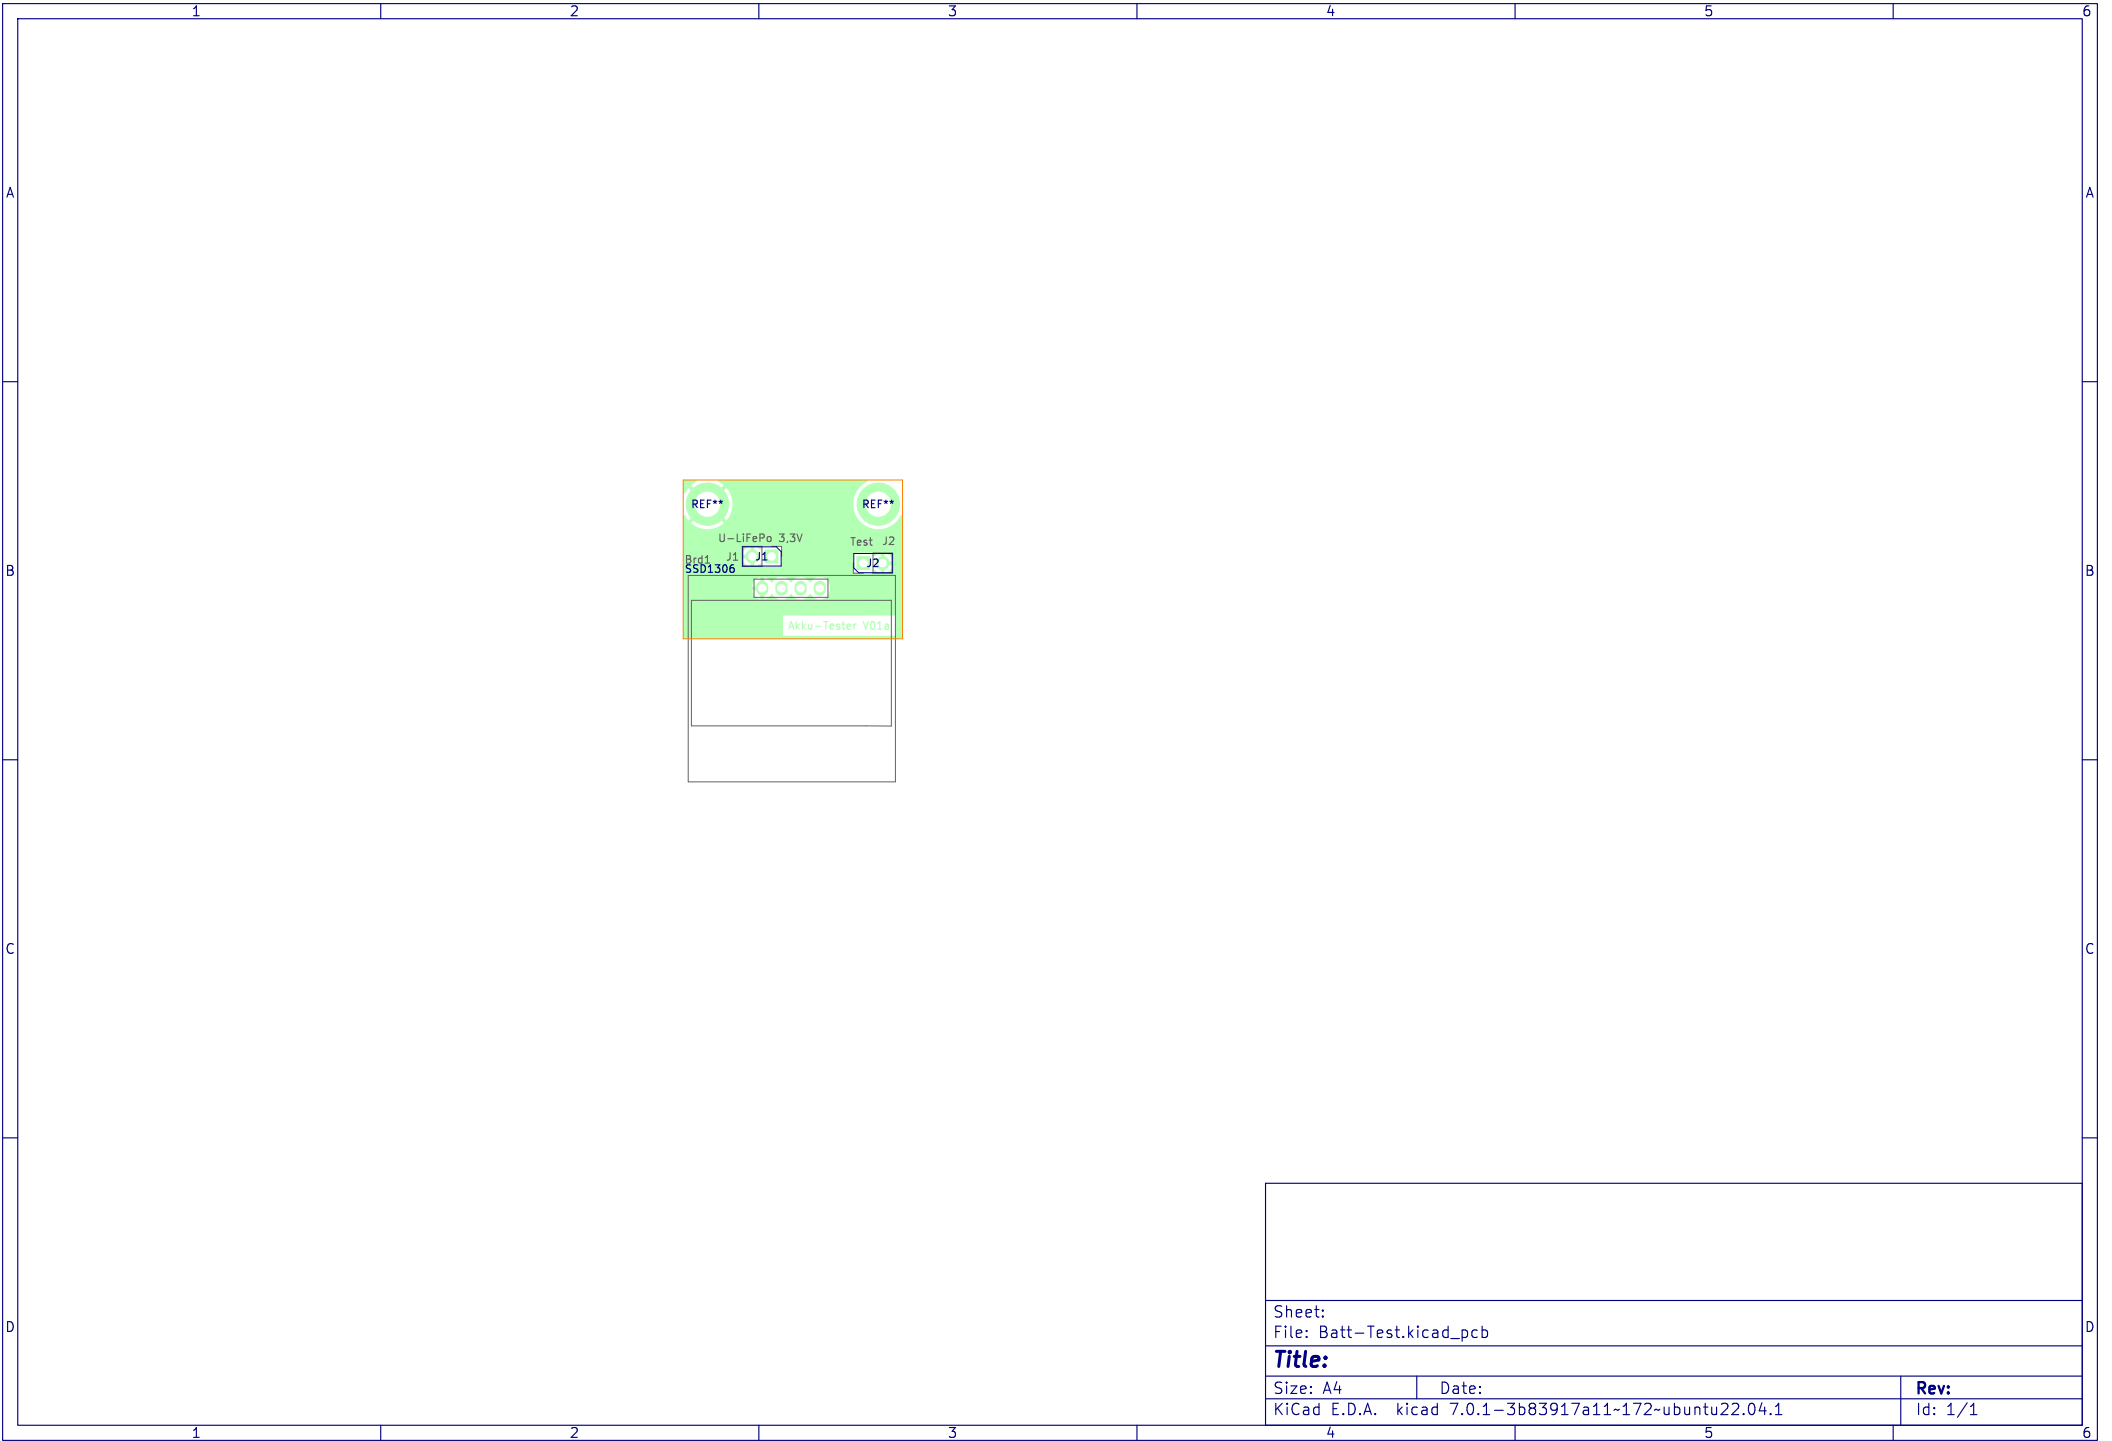 1 2 3 4 5 6
A A
REF** REF**
U-LiFePo 3,3V
Test J2
Brd1 J1 J1
J2
B SSD1306 B
Akku-Tester V01a
C C
Sheet:
File: Batt-Test.kicad_pcb
D D
Title:
Size: A4 Date: Rev:
KiCad E.D.A. kicad 7.0.1-3b83917a11~172~ubuntu22.04.1 Id: 1/1
1 2 3 4 5 6